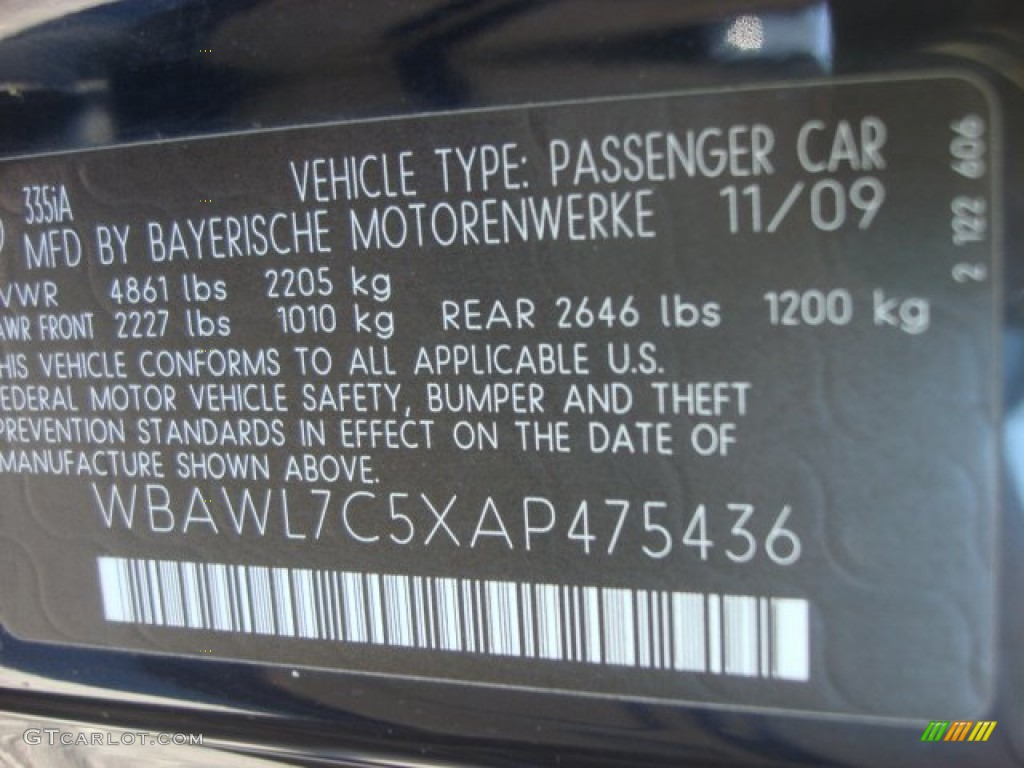 VEHICLE TYPE: PASSENGER CAR
335iA
MFD BY BAYERISCHE MOTORENWERKE 11/09
VWR 4861 lbs 2205 kg
AWR FRONT 2227 lbs 1010 kg REAR 2646 lbs 1200 kg
HIS VEHICLE CONFORMS TO ALL APPLICABLE U.S.
EDERAL MOTOR VEHICLE SAFETY, BUMPER AND THEFT
PREVENTION STANDARDS IN EFFECT ON THE DATE OF
MANUFACTURE SHOWN ABOVE.
WBAWL7C5XAP475436
2 122 606
GTCARLOT.COM